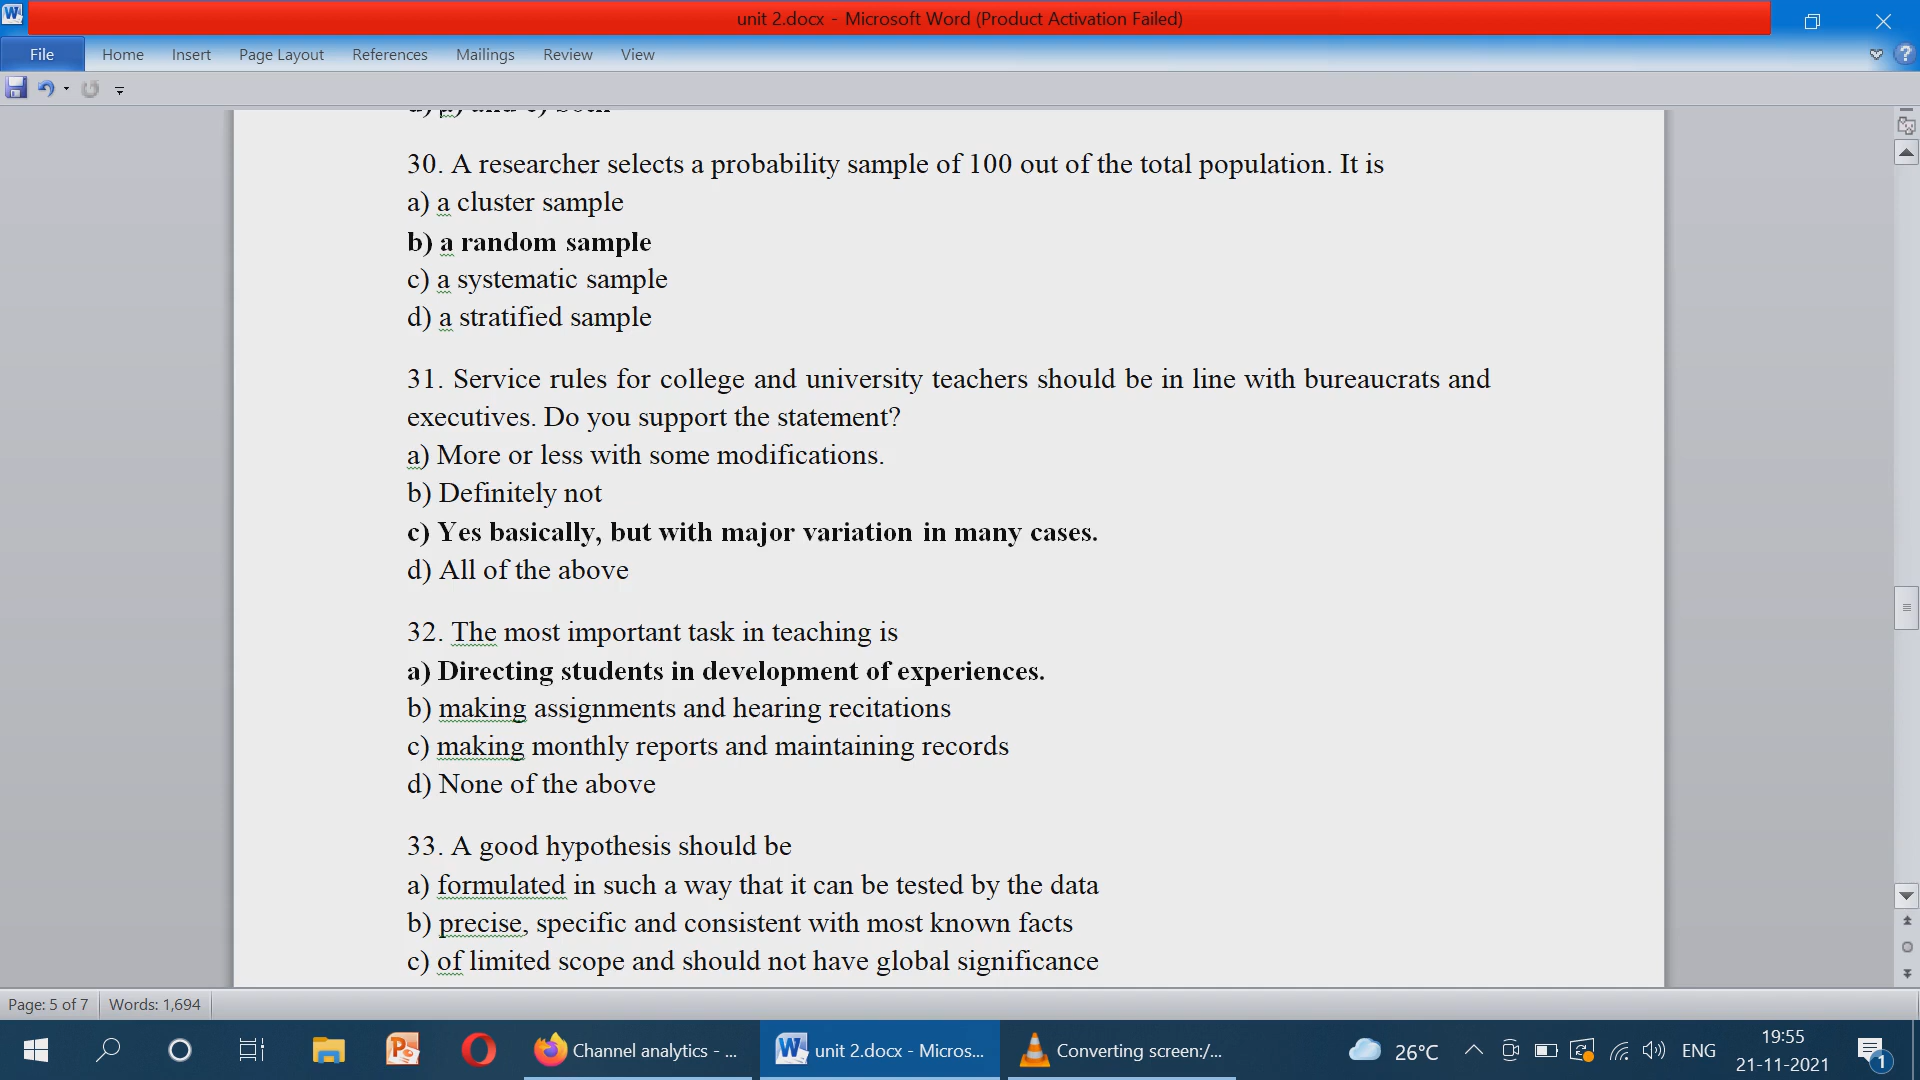 unit 2.docx - Microsoft Word (Product Activation Failed)
File Home Insert Page Layout References Mailings Review View
30. A researcher selects a probability sample of 100 out of the total population. It is
a) a cluster sample
b) a random sample
c) a systematic sample
d) a stratified sample
31. Service rules for college and university teachers should be in line with bureaucrats and
executives. Do you support the statement?
a) More or less with some modifications.
b) Definitely not
c) Yes basically, but with major variation in many cases.
d) All of the above
32. The most important task in teaching is
a) Directing students in development of experiences.
b) making assignments and hearing recitations
c) making monthly reports and maintaining records
d) None of the above
33. A good hypothesis should be
a) formulated in such a way that it can be tested by the data
b) precise, specific and consistent with most known facts
c) of limited scope and should not have global significance
Page: 5 of 7 Words: 1,694
Channel analytics - ... unit 2.docx - Micros... Converting screen:/... 26°C ENG 19:55
21-11-2021 1